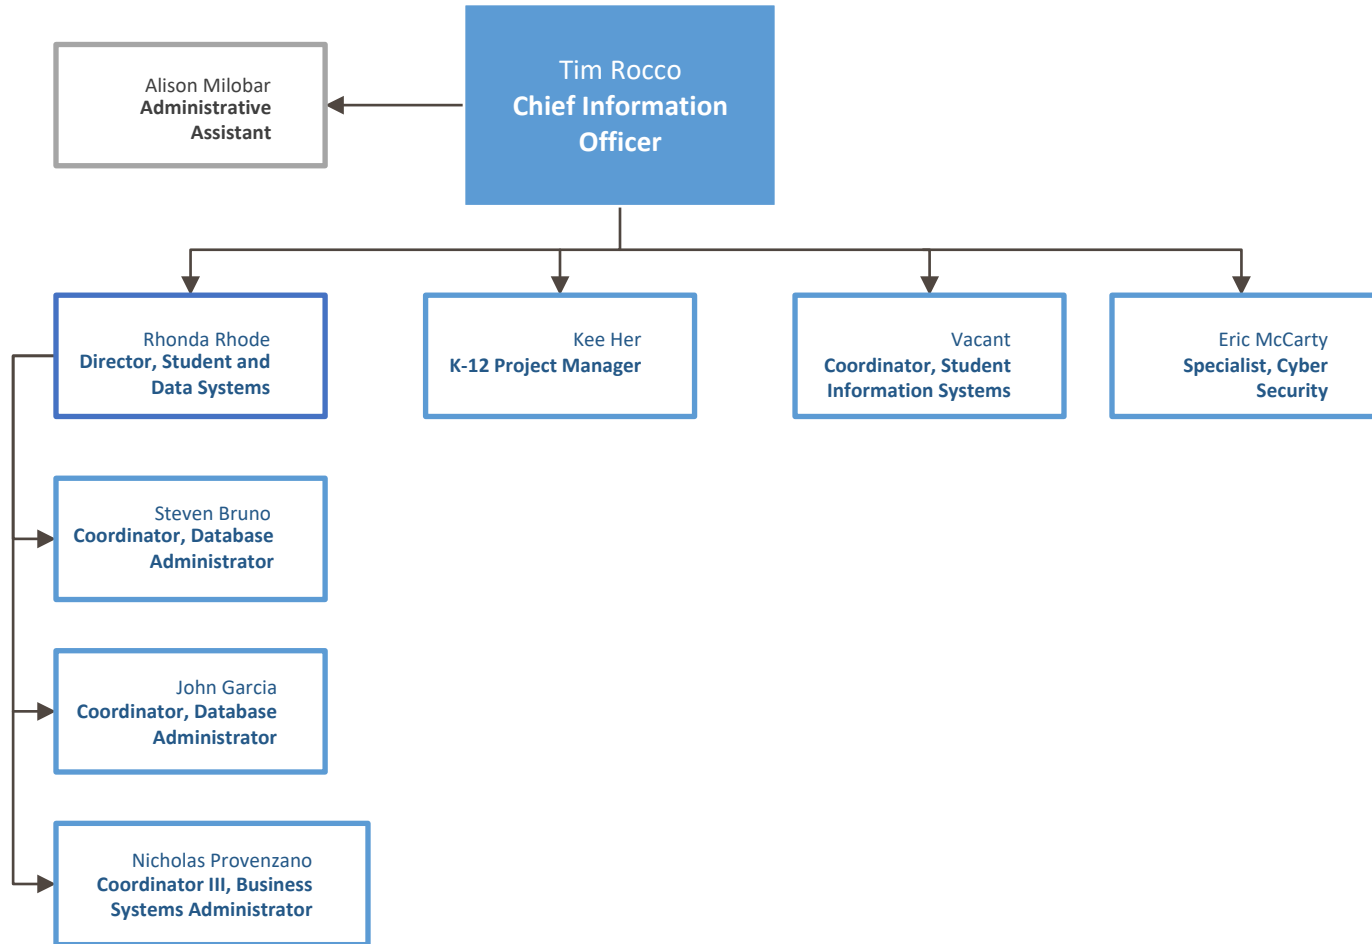 Alison Milobar
Administrative
Assistant
Tim Rocco
Chief Information
Officer
Rhonda Rhode
Director, Student and
Data Systems
Kee Her
K-12 Project Manager
Vacant
Coordinator, Student
Information Systems
Eric McCarty
Specialist, Cyber
Security
Steven Bruno
Coordinator, Database
Administrator
John Garcia
Coordinator, Database
Administrator
Nicholas Provenzano
Coordinator III, Business
Systems Administrator